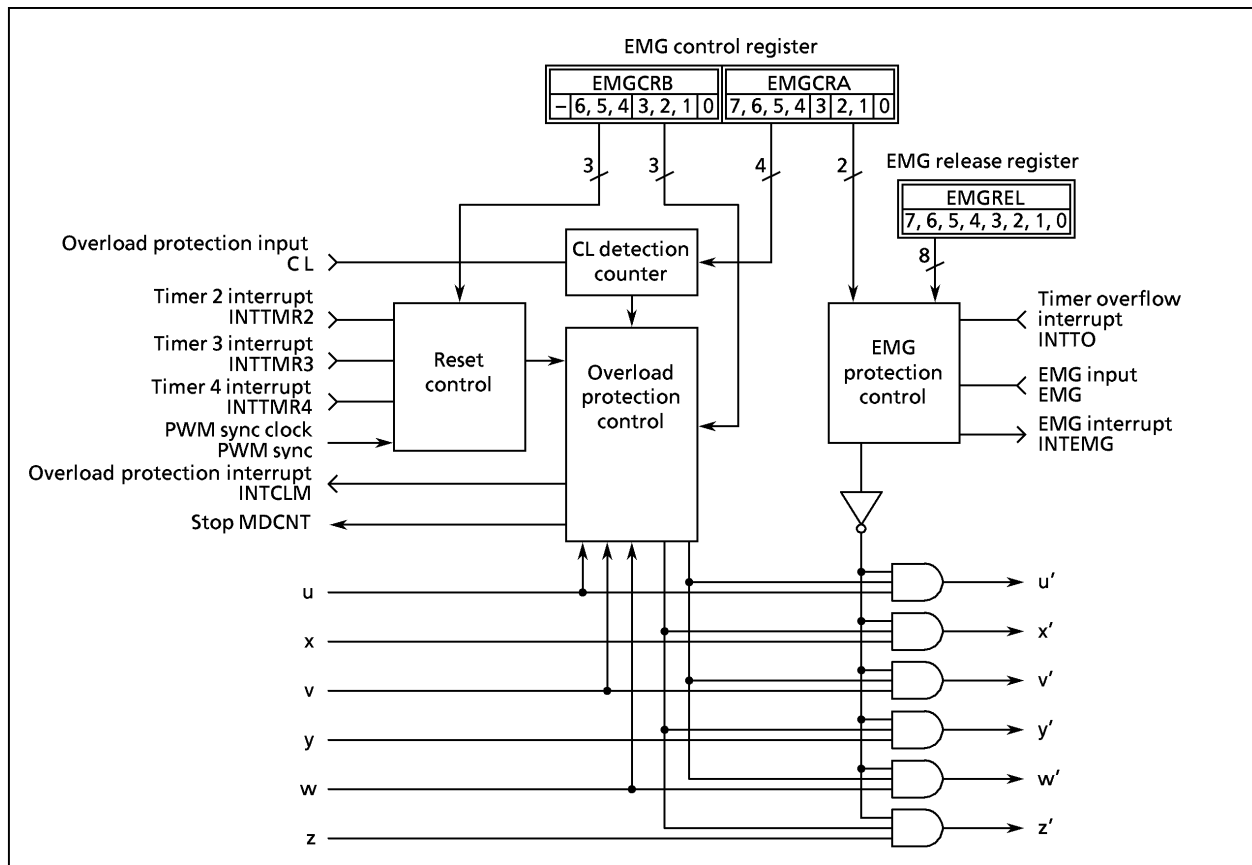 EMG control register
EMGCRB
EMGCRA
– 6, 5, 4 3, 2, 1 0
7, 6, 5, 4 3 2, 1 0
3
3
4
2
EMG release register
EMGREL
7, 6, 5, 4, 3, 2, 1, 0
8
Overload protection input
C L
CL detection
counter
Timer 2 interrupt
INTTMR2
Timer 3 interrupt
INTTMR3
Timer 4 interrupt
INTTMR4
PWM sync clock
PWM sync
Reset
control
Overload
protection
control
EMG
protection
control
Timer overflow
interrupt
INTTO
EMG input
EMG
EMG interrupt
INTEMG
Overload protection interrupt
INTCLM
Stop MDCNT
u
u’
x
x’
v
v’
y
y’
w
w’
z
z’